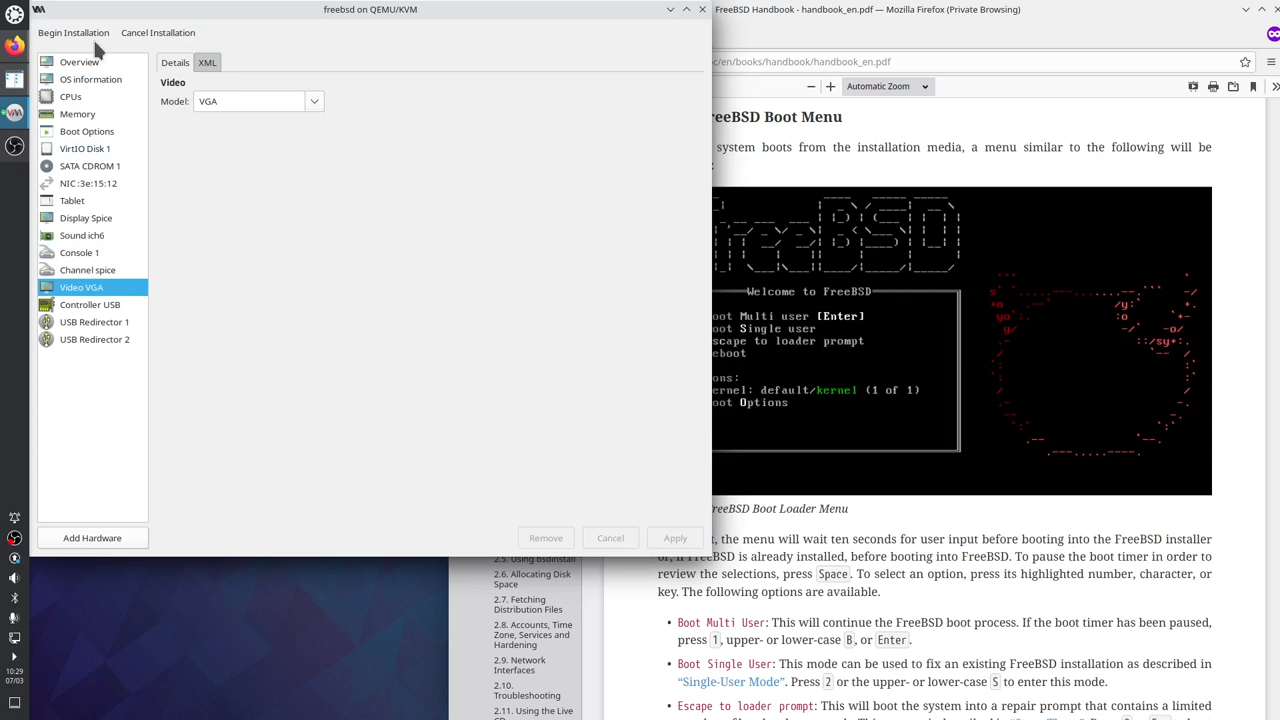 freebsd on QEMU/KVM
Begin Installation Cancel Installation
Overview
OS information
CPUs
Memory
Boot Options
VirtIO Disk 1
SATA CDROM 1
NIC :3e:15:12
Tablet
Display Spice
Sound ich6
Console 1
Channel spice
Video VGA
Controller USB
USB Redirector 1
USB Redirector 2
Add Hardware
Details XML
Video
Model: VGA
Remove Cancel Apply
FreeBSD Handbook - handbook_en.pdf — Mozilla Firefox (Private Browsing)
/en/books/handbook/handbook_en.pdf
Automatic Zoom
reeBSD Boot Menu
system boots from the installation media, a menu similar to the following will be
Welcome to FreeBSD
oot Multi user [Enter]
oot Single user
scape to loader prompt
eboot
ons:
ernel: default/kernel (1 of 1)
oot Options
reeBSD Boot Loader Menu
, the menu will wait ten seconds for user input before booting into the FreeBSD installer
or, if FreeBSD is already installed, before booting into FreeBSD. To pause the boot timer in order to
review the selections, press Space. To select an option, press its highlighted number, character, or
key. The following options are available.
• Boot Multi User: This will continue the FreeBSD boot process. If the boot timer has been paused,
press 1, upper- or lower-case B, or Enter.
• Boot Single User: This mode can be used to fix an existing FreeBSD installation as described in
“Single-User Mode”. Press 2 or the upper- or lower-case S to enter this mode.
• Escape to loader prompt: This will boot the system into a repair prompt that contains a limited
2.5. Using bsdinstall
2.6. Allocating Disk
Space
2.7. Fetching
Distribution Files
2.8. Accounts, Time
Zone, Services and
Hardening
2.9. Network
Interfaces
2.10.
Troubleshooting
2.11. Using the Live
10:29
07/03